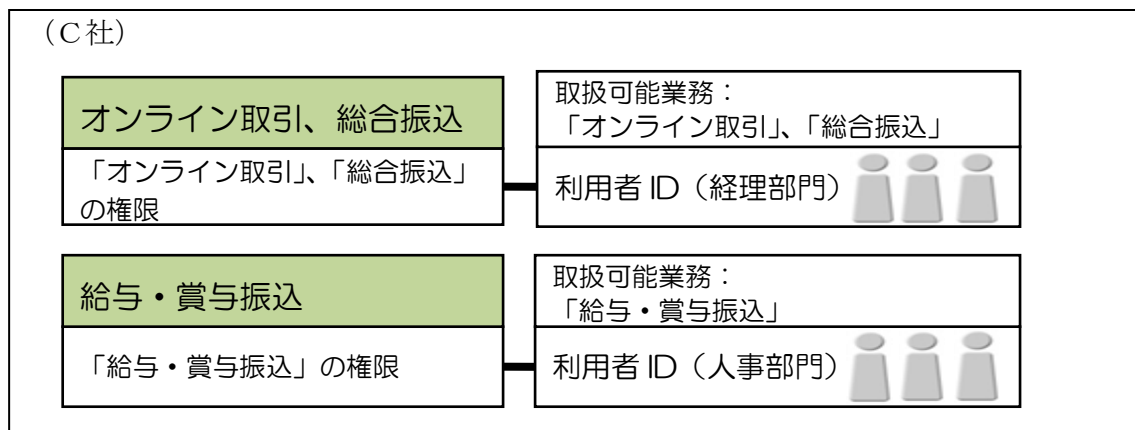 （C社）
オンライン取引、総合振込
「オンライン取引」、「総合振込」
の権限
取扱可能業務：
「オンライン取引」、「総合振込」
利用者ID（経理部門）
給与・賞与振込
「給与・賞与振込」の権限
取扱可能業務：
「給与・賞与振込」
利用者ID（人事部門）